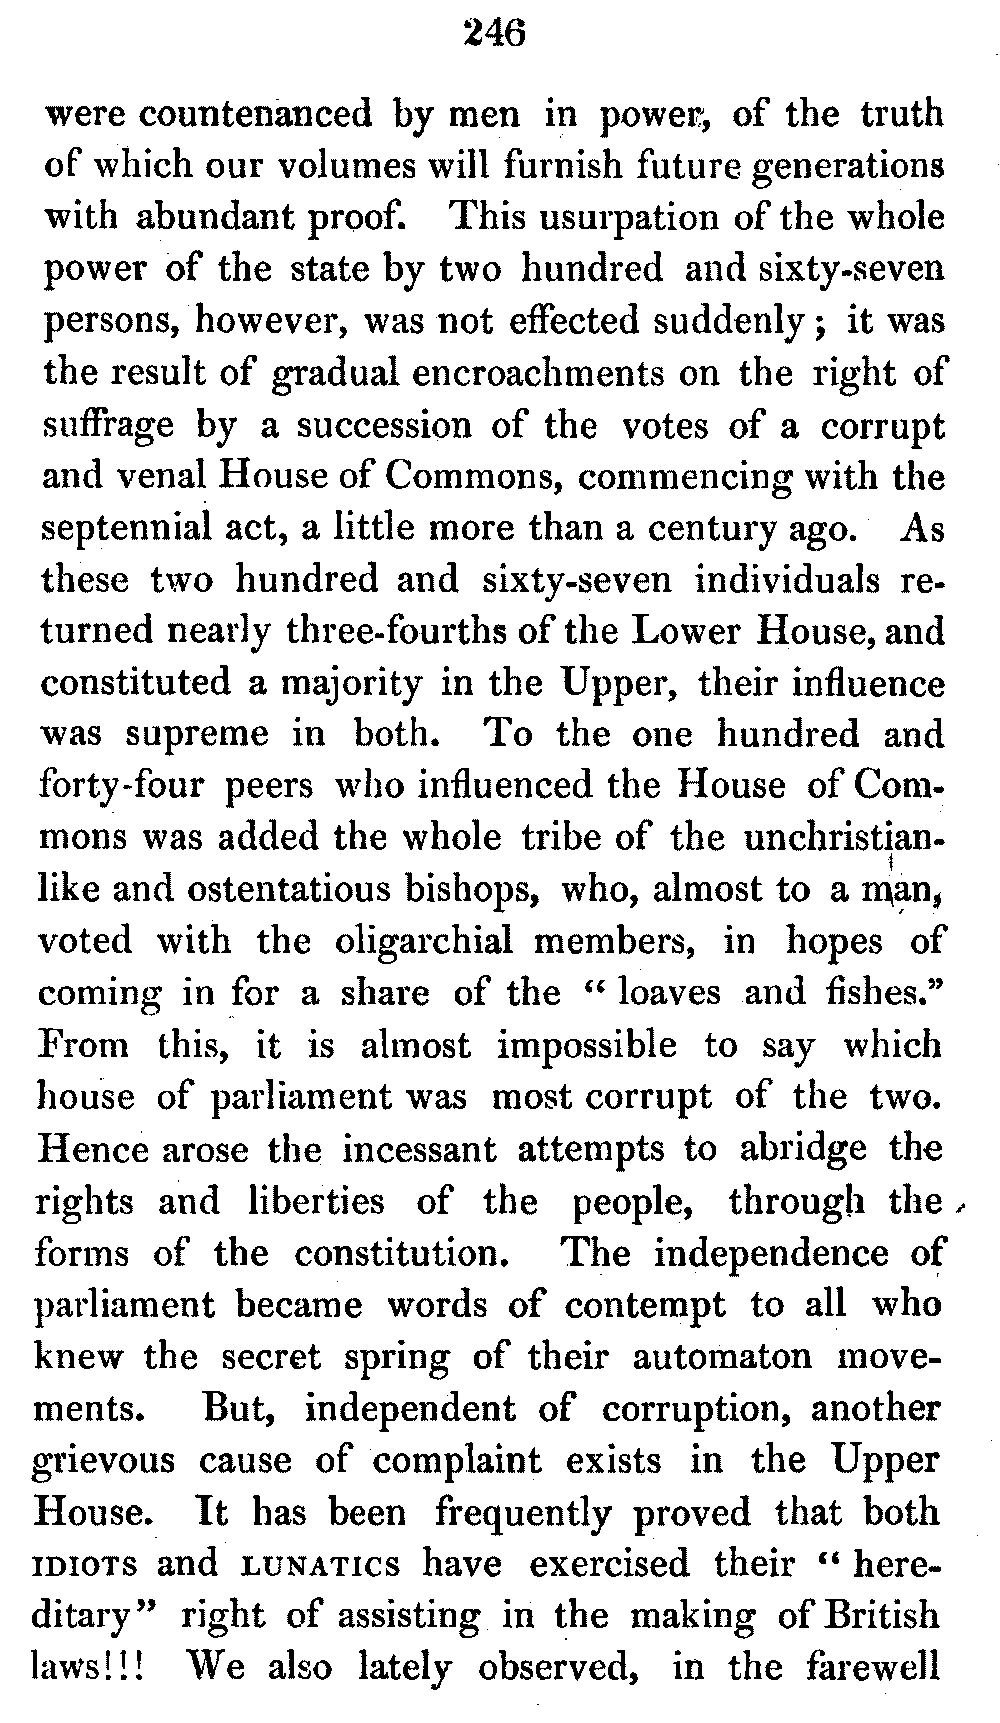 246
were countenanced by men in power, of the truth
of which our volumes will furnish future generations
with abundant proof. This usurpation of the whole
power of the state by two hundred and sixty-seven
persons, however, was not effected suddenly; it was
the result of gradual encroachments on the right of
suffrage by a succession of the votes of a corrupt
and venal House of Commons, commencing with the
septennial act, a little more than a century ago. As
these two hundred and sixty-seven individuals re-
turned nearly three-fourths of the Lower House, and
constituted a majority in the Upper, their influence
was supreme in both. To the one hundred and
forty-four peers who influenced the House of Com-
mons was added the whole tribe of the unchristian-
like and ostentatious bishops, who, almost to a man,
voted with the oligarchial members, in hopes of
coming in for a share of the “ loaves and fishes.”
From this, it is almost impossible to say which
house of parliament was most corrupt of the two.
Hence arose the incessant attempts to abridge the
rights and liberties of the people, through the
forms of the constitution. The independence of
parliament became words of contempt to all who
knew the secret spring of their automaton move-
ments. But, independent of corruption, another
grievous cause of complaint exists in the Upper
House. It has been frequently proved that both
IDIOTS and LUNATICS have exercised their “ here-
ditary” right of assisting in the making of British
laws!!! We also lately observed, in the farewell